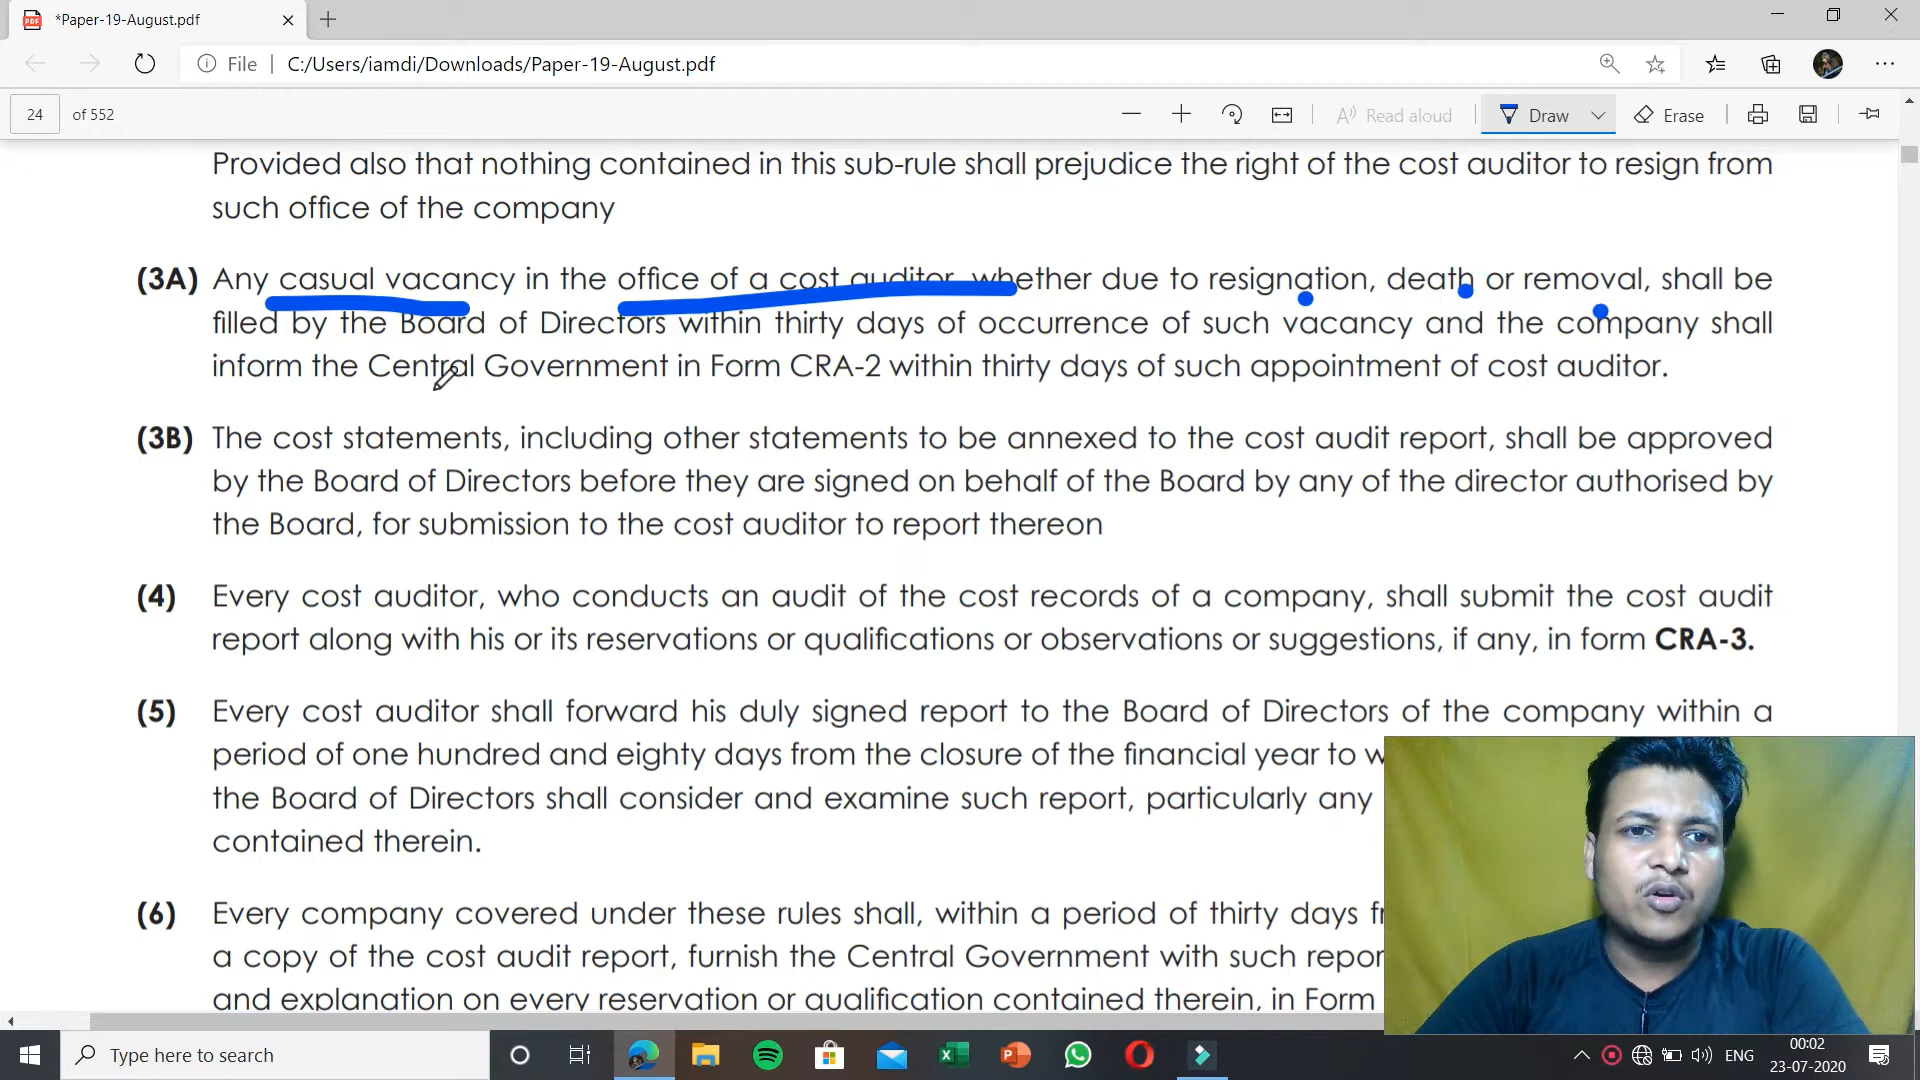 *Paper-19-August.pdf
File
C:/Users/iamdi/Downloads/Paper-19-August.pdf
24 of 552
Read aloud
Draw
Erase
Provided also that nothing contained in this sub-rule shall prejudice the right of the cost auditor to resign from
such office of the company
(3A) Any casual vacancy in the office of a cost auditor, whether due to resignation, death or removal, shall be
filled by the Board of Directors within thirty days of occurrence of such vacancy and the company shall
inform the Central Government in Form CRA-2 within thirty days of such appointment of cost auditor.
(3B) The cost statements, including other statements to be annexed to the cost audit report, shall be approved
by the Board of Directors before they are signed on behalf of the Board by any of the director authorised by
the Board, for submission to the cost auditor to report thereon
(4) Every cost auditor, who conducts an audit of the cost records of a company, shall submit the cost audit
report along with his or its reservations or qualifications or observations or suggestions, if any, in form CRA-3.
(5) Every cost auditor shall forward his duly signed report to the Board of Directors of the company within a
period of one hundred and eighty days from the closure of the financial year to
the Board of Directors shall consider and examine such report, particularly any
contained therein.
(6) Every company covered under these rules shall, within a period of thirty days
a copy of the cost audit report, furnish the Central Government with such
and explanation on every reservation or qualification contained therein, in Form
Type here to search
ENG
00:02
23-07-2020